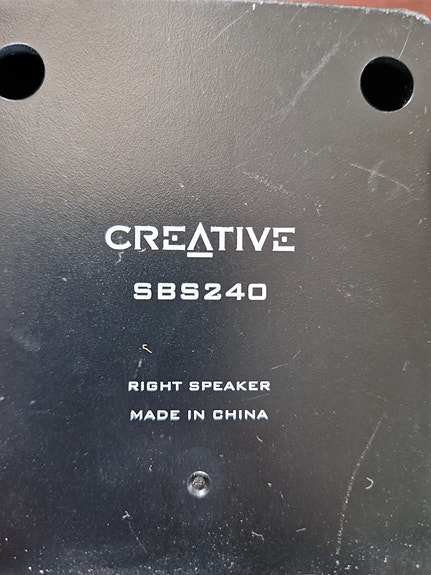 CREATIVE
SBS240
RIGHT SPEAKER
MADE IN CHINA